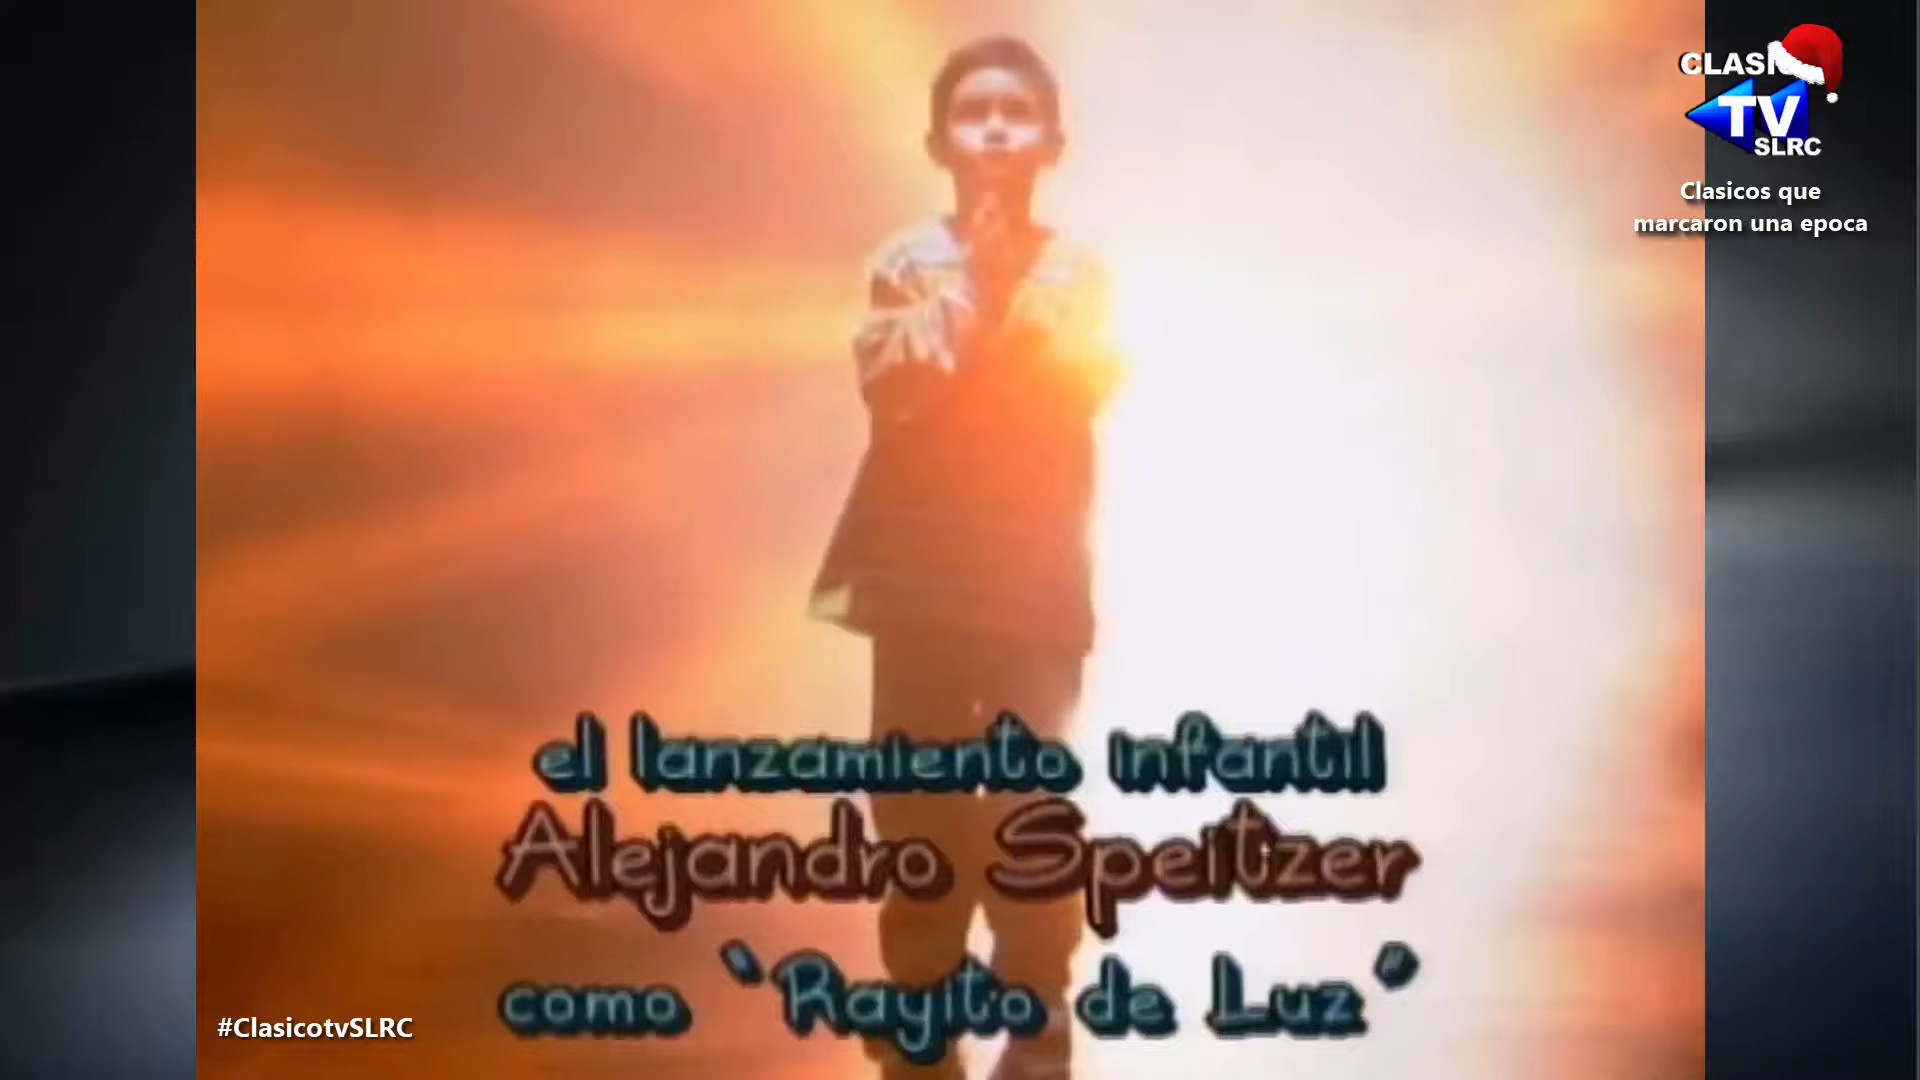 CLASI
TV
SLRC
Clasicos que
marcaron una epoca
el lanzamiento infantil
Alejandro Speitzer
como "Rayito de Luz"
#ClasicotvSLRC